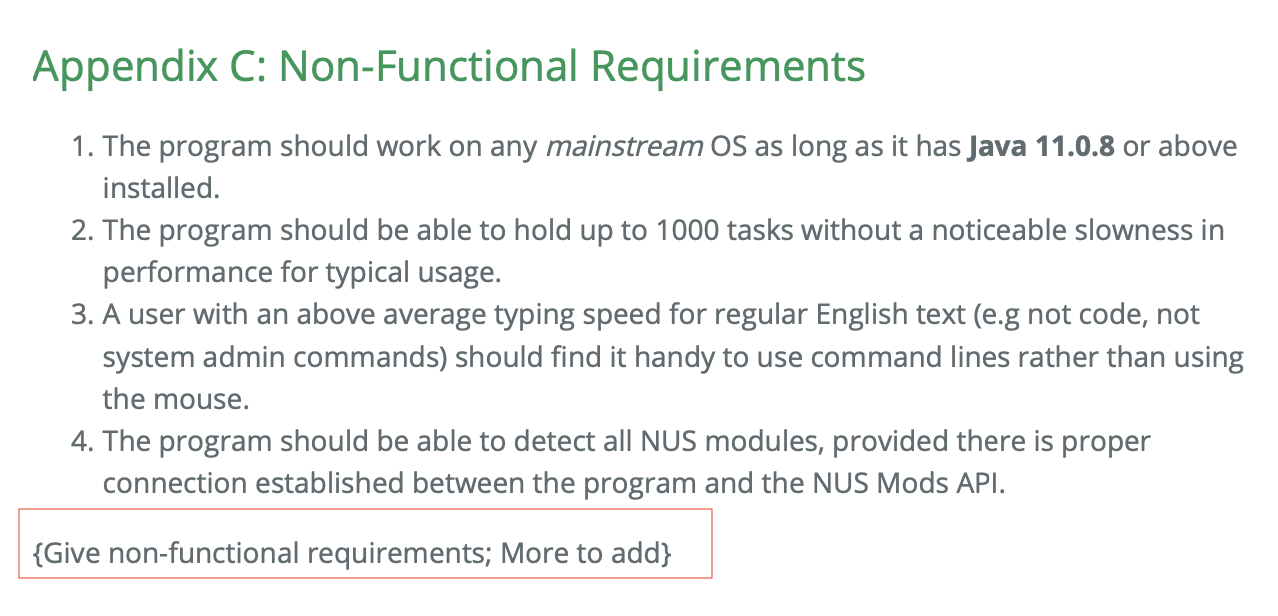 Appendix C: Non-Functional Requirements
1. The program should work on any mainstream OS as long as it has Java 11.0.8 or above
installed.
2. The program should be able to hold up to 1000 tasks without a noticeable slowness in
performance for typical usage.
3. A user with an above average typing speed for regular English text (e.g not code, not
system admin commands) should find it handy to use command lines rather than using
the mouse.
4. The program should be able to detect all NUS modules, provided there is proper
connection established between the program and the NUS Mods API.
{Give non-functional requirements; More to add}